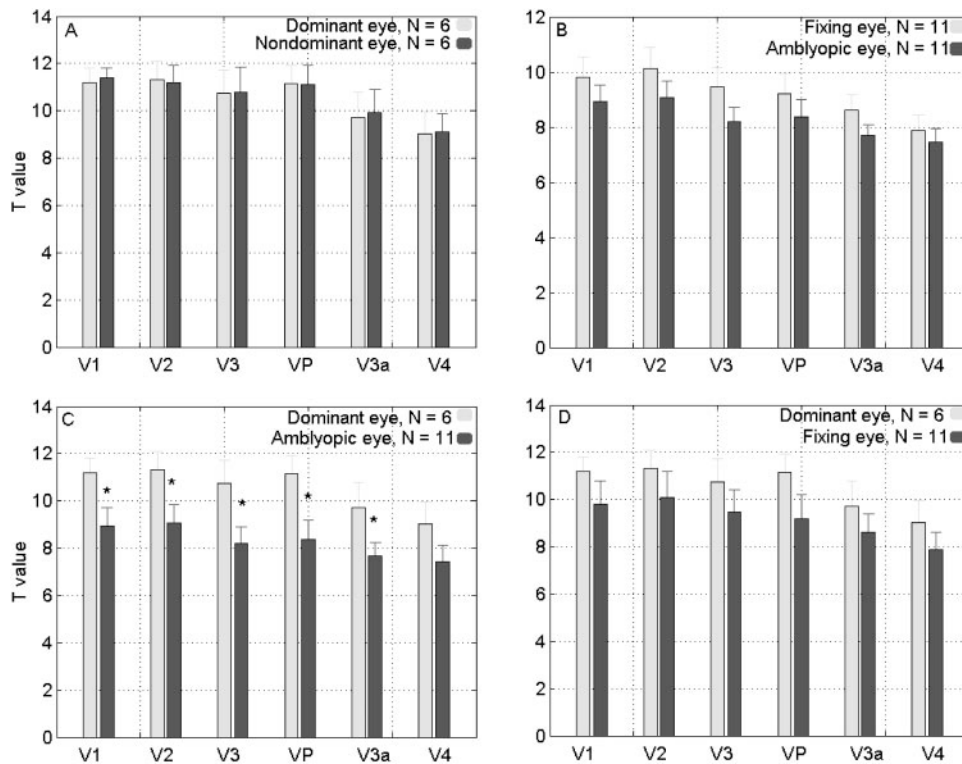 A
Dominant eye, N = 6
Nondominant eye, N = 6
14
12
10
8
6
4
2
0
T value
V1 V2 V3 VP V3a V4
B
Fixing eye, N = 11
Amblyopic eye, N = 11
12
10
8
6
4
2
0
V1 V2 V3 VP V3a V4
C
Dominant eye, N = 6
Amblyopic eye, N = 11
14
12
10
8
6
4
2
0
T value
* * * * *
V1 V2 V3 VP V3a V4
D
Dominant eye, N = 6
Fixing eye, N = 11
14
12
10
8
6
4
2
0
V1 V2 V3 VP V3a V4